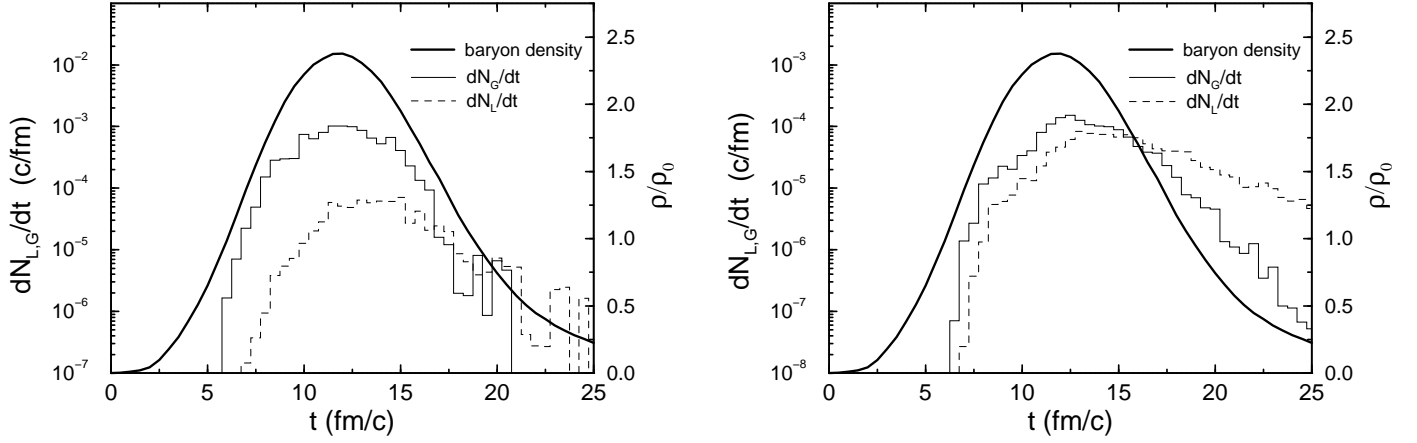 baryon density
dN_G/dt
dN_L/dt
10⁻²
10⁻³
10⁻⁴
10⁻⁵
10⁻⁶
10⁻⁷
dN_L,G/dt (c/fm)
2.5
2.0
1.5
1.0
0.5
0.0
ρ/ρ₀
0 5 10 15 20 25
t (fm/c)
baryon density
dN_G/dt
dN_L/dt
10⁻³
10⁻⁴
10⁻⁵
10⁻⁶
10⁻⁷
10⁻⁸
dN_L,G/dt (c/fm)
2.5
2.0
1.5
1.0
0.5
0.0
ρ/ρ₀
0 5 10 15 20 25
t (fm/c)